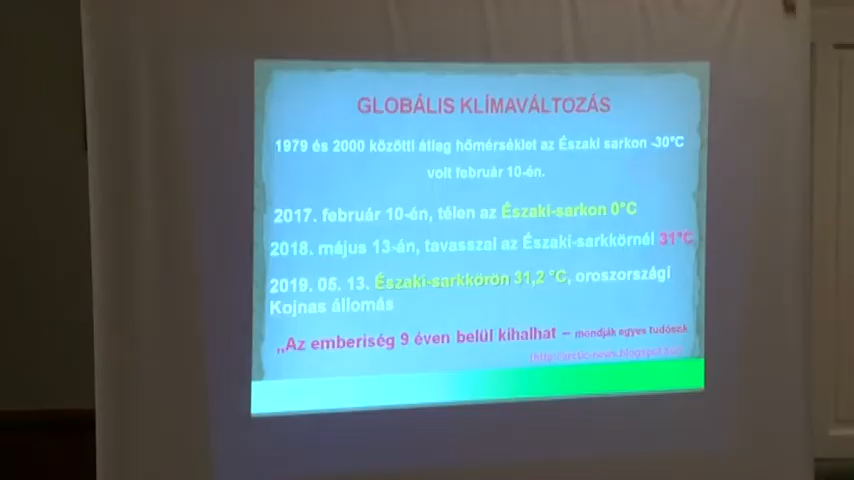 GLOBÁLIS KLÍMAVÁLTOZÁS
1979 és 2000 közötti átlag hőmérséklet az Északi sarkon -30°C
volt február 10-én.
2017. február 10-én, télen az Északi-sarkon 0°C
2018. május 13-án, tavasszal az Északi-sarkkörnél 31°C
2019. 05. 13. Északi-sarkkörön 31,2 °C, oroszországi
Kojnas állomás
„Az emberiség 9 éven belül kihalhat – mondják egyes tudósok